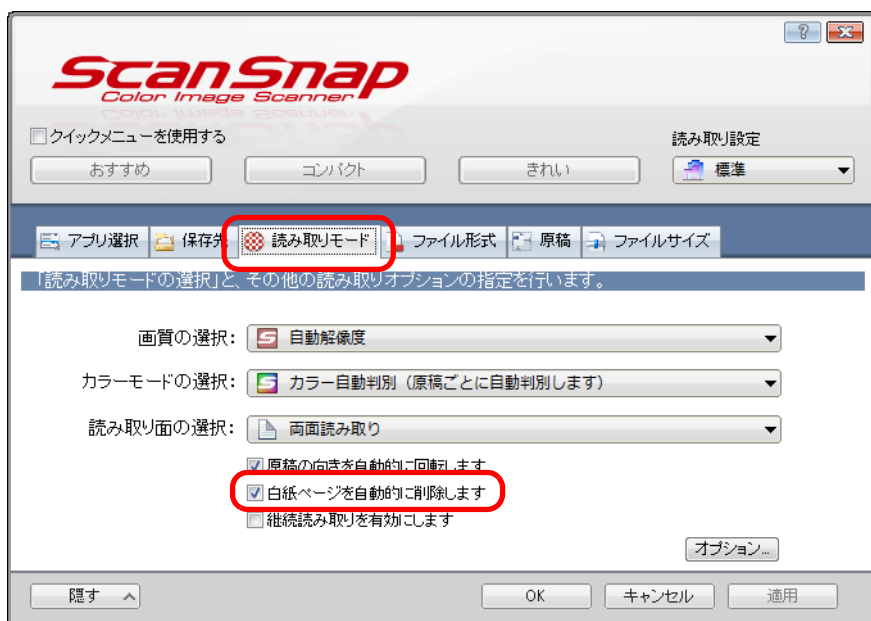 ScanSnap
Color Image Scanner
クイックメニューを使用する
読み取り設定
おすすめ コンパクト きれい 標準
アプリ選択 保存先 読み取りモード ファイル形式 原稿 ファイルサイズ
「読み取りモードの選択」と、その他の読み取りオプションの指定を行います。
画質の選択: 自動解像度
カラーモードの選択: カラー自動判別(原稿ごとに自動判別します)
読み取り面の選択: 両面読み取り
原稿の向きを自動的に回転します
白紙ページを自動的に削除します
継続読み取りを有効にします
オプション...
隠す OK キャンセル 適用